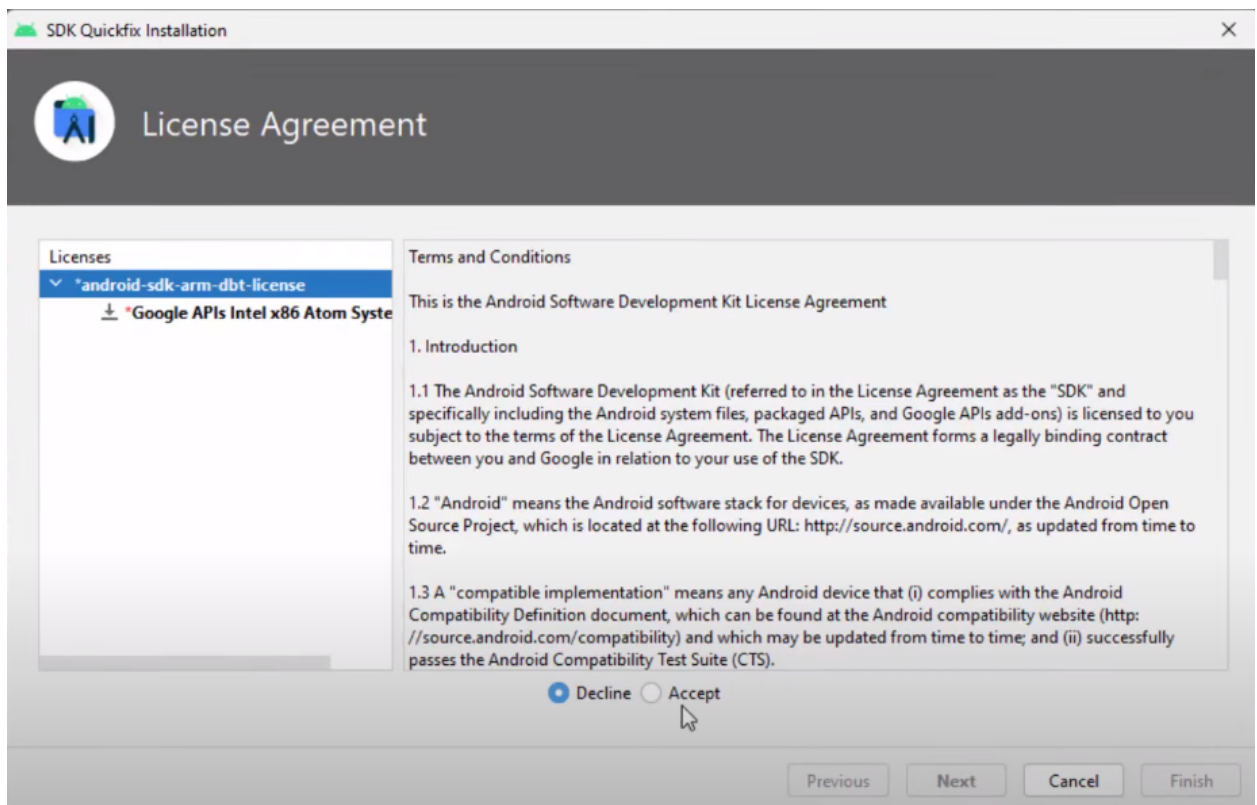 SDK Quickfix Installation
License Agreement
Licenses
*android-sdk-arm-dbt-license
*Google APIs Intel x86 Atom Syste
Terms and Conditions
This is the Android Software Development Kit License Agreement
1. Introduction
1.1 The Android Software Development Kit (referred to in the License Agreement as the "SDK" and
specifically including the Android system files, packaged APIs, and Google APIs add-ons) is licensed to you
subject to the terms of the License Agreement. The License Agreement forms a legally binding contract
between you and Google in relation to your use of the SDK.
1.2 "Android" means the Android software stack for devices, as made available under the Android Open
Source Project, which is located at the following URL: http://source.android.com/, as updated from time to
time.
1.3 A "compatible implementation" means any Android device that (i) complies with the Android
Compatibility Definition document, which can be found at the Android compatibility website (http:
//source.android.com/compatibility) and which may be updated from time to time; and (ii) successfully
passes the Android Compatibility Test Suite (CTS).
Decline Accept
Previous Next Cancel Finish